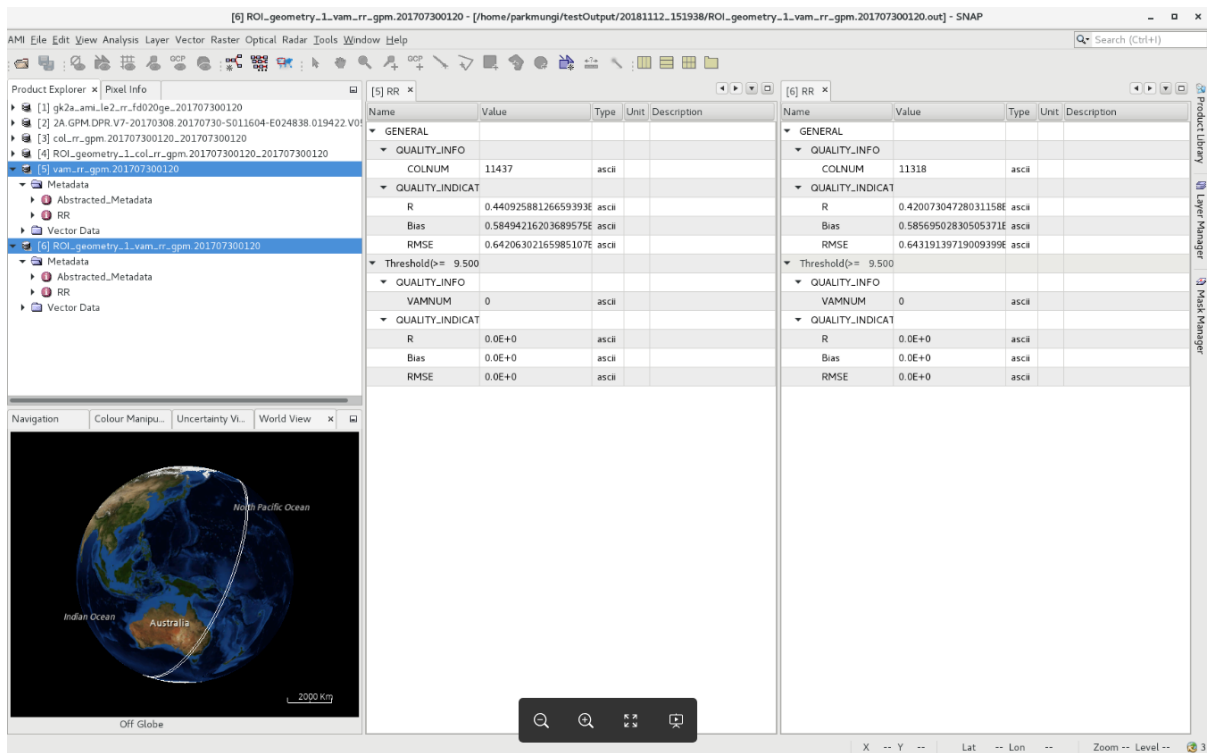 [6] ROI_geometry_1_vam_rr_gpm.201707300120 - [/home/parkmungi/testOutput/20181112_151938/ROI_geometry_1_vam_rr_gpm.201707300120.out] - SNAP
AMI File Edit View Analysis Layer Vector Raster Optical Radar Tools Window Help
Search (Ctrl+I)
Product Explorer Pixel Info
[1] gk2a_ami_le2_rr_fd020ge_201707300120
[2] 2A.GPM.DPR.V7-20170308.20170730-S011604-E024838.019422.V05
[3] col_rr_gpm.201707300120_201707300120
[4] ROI_geometry_1_col_rr_gpm.201707300120_201707300120
[5] vam_rr_gpm.201707300120
Metadata
Abstracted_Metadata
RR
Vector Data
[6] ROI_geometry_1_vam_rr_gpm.201707300120
Metadata
Abstracted_Metadata
RR
Vector Data
Navigation Colour Manipu... Uncertainty Vi... World View
North Pacific Ocean
Indian Ocean
Australia
2000 Km
Off Globe
[5] RR
Name Value Type Unit Description
GENERAL
QUALITY_INFO
COLNUM 11437 ascii
QUALITY_INDICAT
R 0.44092588126659393E ascii
Bias 0.58494216203689575E ascii
RMSE 0.64206302165985107E ascii
Threshold(>= 9.500
QUALITY_INFO
VAMNUM 0 ascii
QUALITY_INDICAT
R 0.0E+0 ascii
Bias 0.0E+0 ascii
RMSE 0.0E+0 ascii
[6] RR
Name Value Type Unit Description
GENERAL
QUALITY_INFO
COLNUM 11318 ascii
QUALITY_INDICAT
R 0.42007304728031158E ascii
Bias 0.58569502830505371E ascii
RMSE 0.64319139719009399E ascii
Threshold(>= 9.500
QUALITY_INFO
VAMNUM 0 ascii
QUALITY_INDICAT
R 0.0E+0 ascii
Bias 0.0E+0 ascii
RMSE 0.0E+0 ascii
Product Library
Layer Manager
Mask Manager
X -- Y -- Lat -- Lon -- Zoom -- Level -- 3